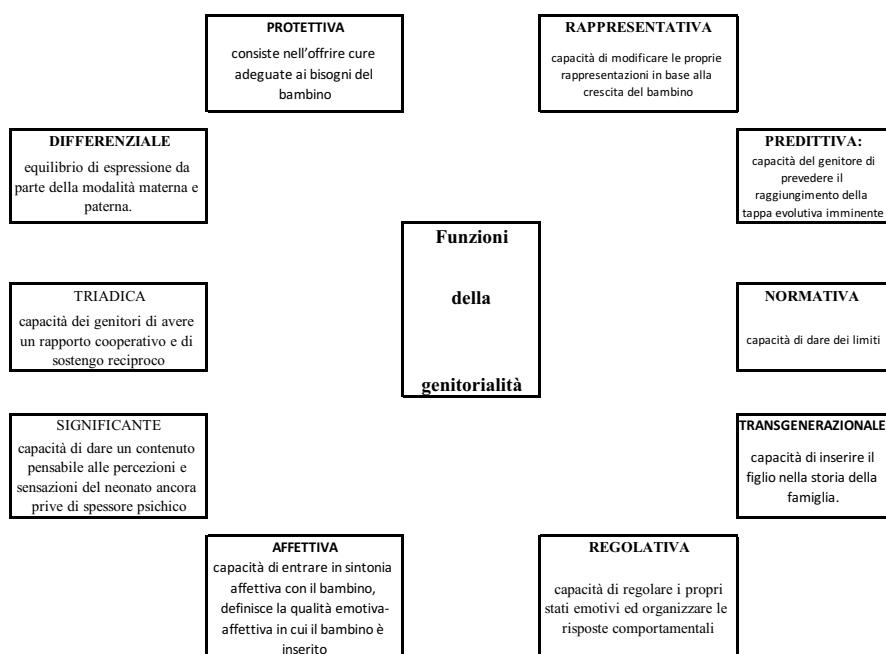 PROTETTIVA
consiste nell'offrire cure
adeguate ai bisogni del
bambino
RAPPRESENTATIVA
capacità di modificare le proprie
rappresentazioni in base alla
crescita del bambino
DIFFERENZIALE
equilibrio di espressione da
parte della modalità materna e
paterna.
PREDITTIVA:
capacità del genitore di
prevedere il
raggiungimento della
tappa evolutiva imminente
Funzioni
della
genitorialità
TRIADICA
capacità dei genitori di avere
un rapporto cooperativo e di
sostengo reciproco
NORMATIVA
capacità di dare dei limiti
SIGNIFICANTE
capacità di dare un contenuto
pensabile alle percezioni e
sensazioni del neonato ancora
prive di spessore psichico
TRANSGENERAZIONALE
capacità di inserire il
figlio nella storia della
famiglia.
AFFETTIVA
capacità di entrare in sintonia
affettiva con il bambino,
definisce la qualità emotiva-
affettiva in cui il bambino è
inserito
REGOLATIVA
capacità di regolare i propri
stati emotivi ed organizzare le
risposte comportamentali